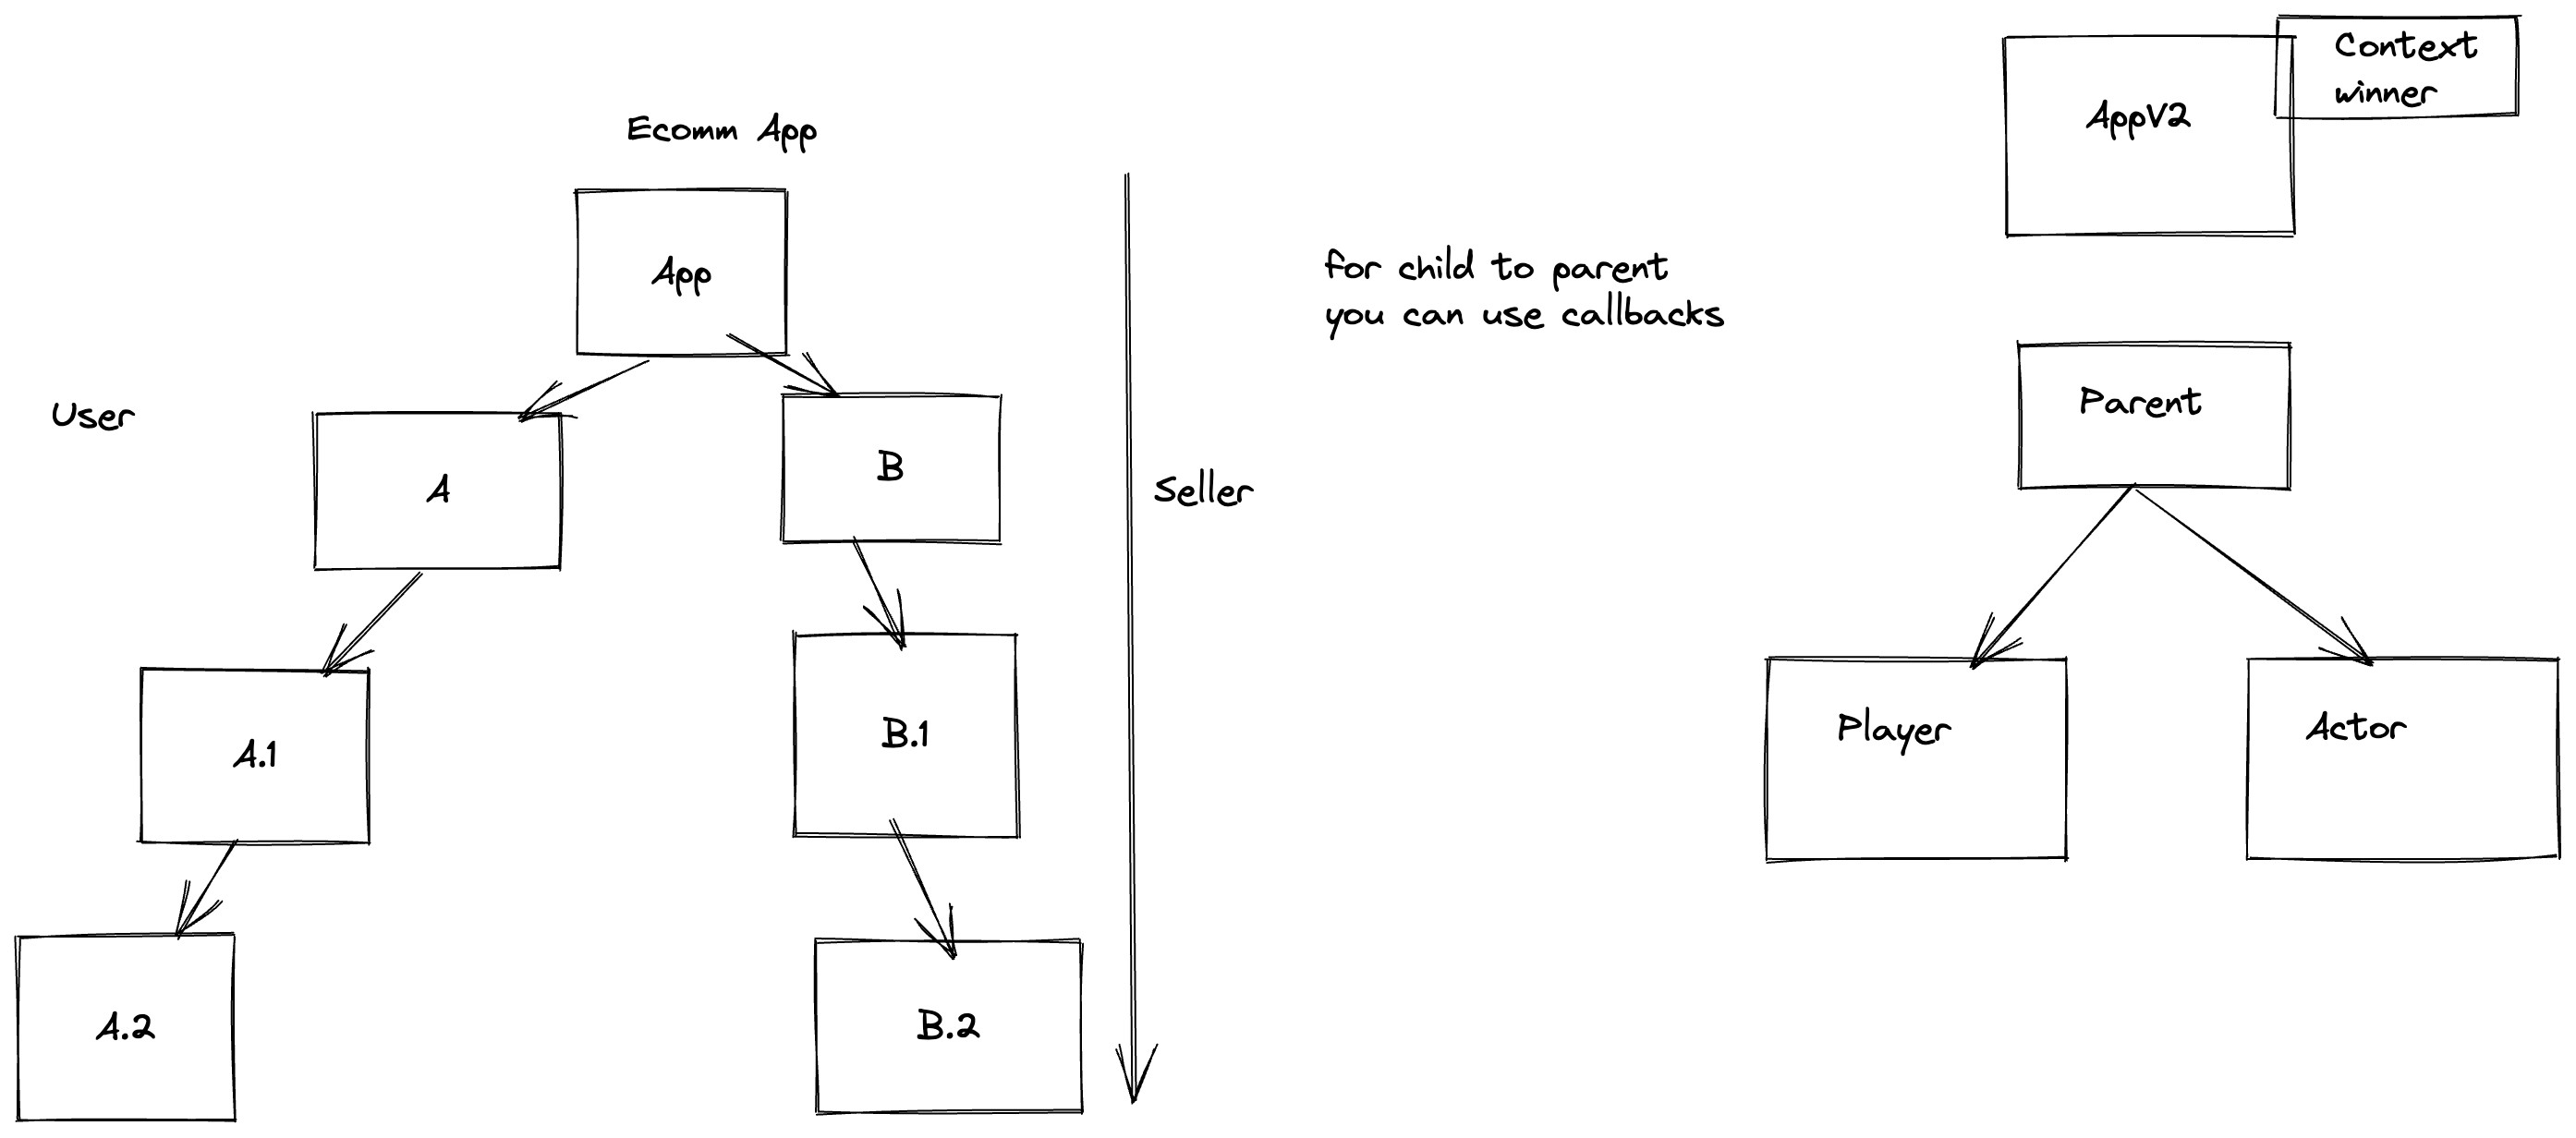 Ecomm App
App
User
A
B
Seller
A.1
B.1
A.2
B.2
for child to parent
you can use callbacks
Context
winner
AppV2
Parent
Player
Actor